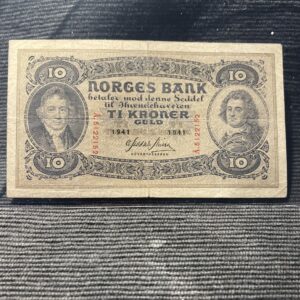 10 10
NORGES BANK
betaler mod denne Seddel
til Ihændehaveren
TI KRONER
GULD
1941 1941
10 10